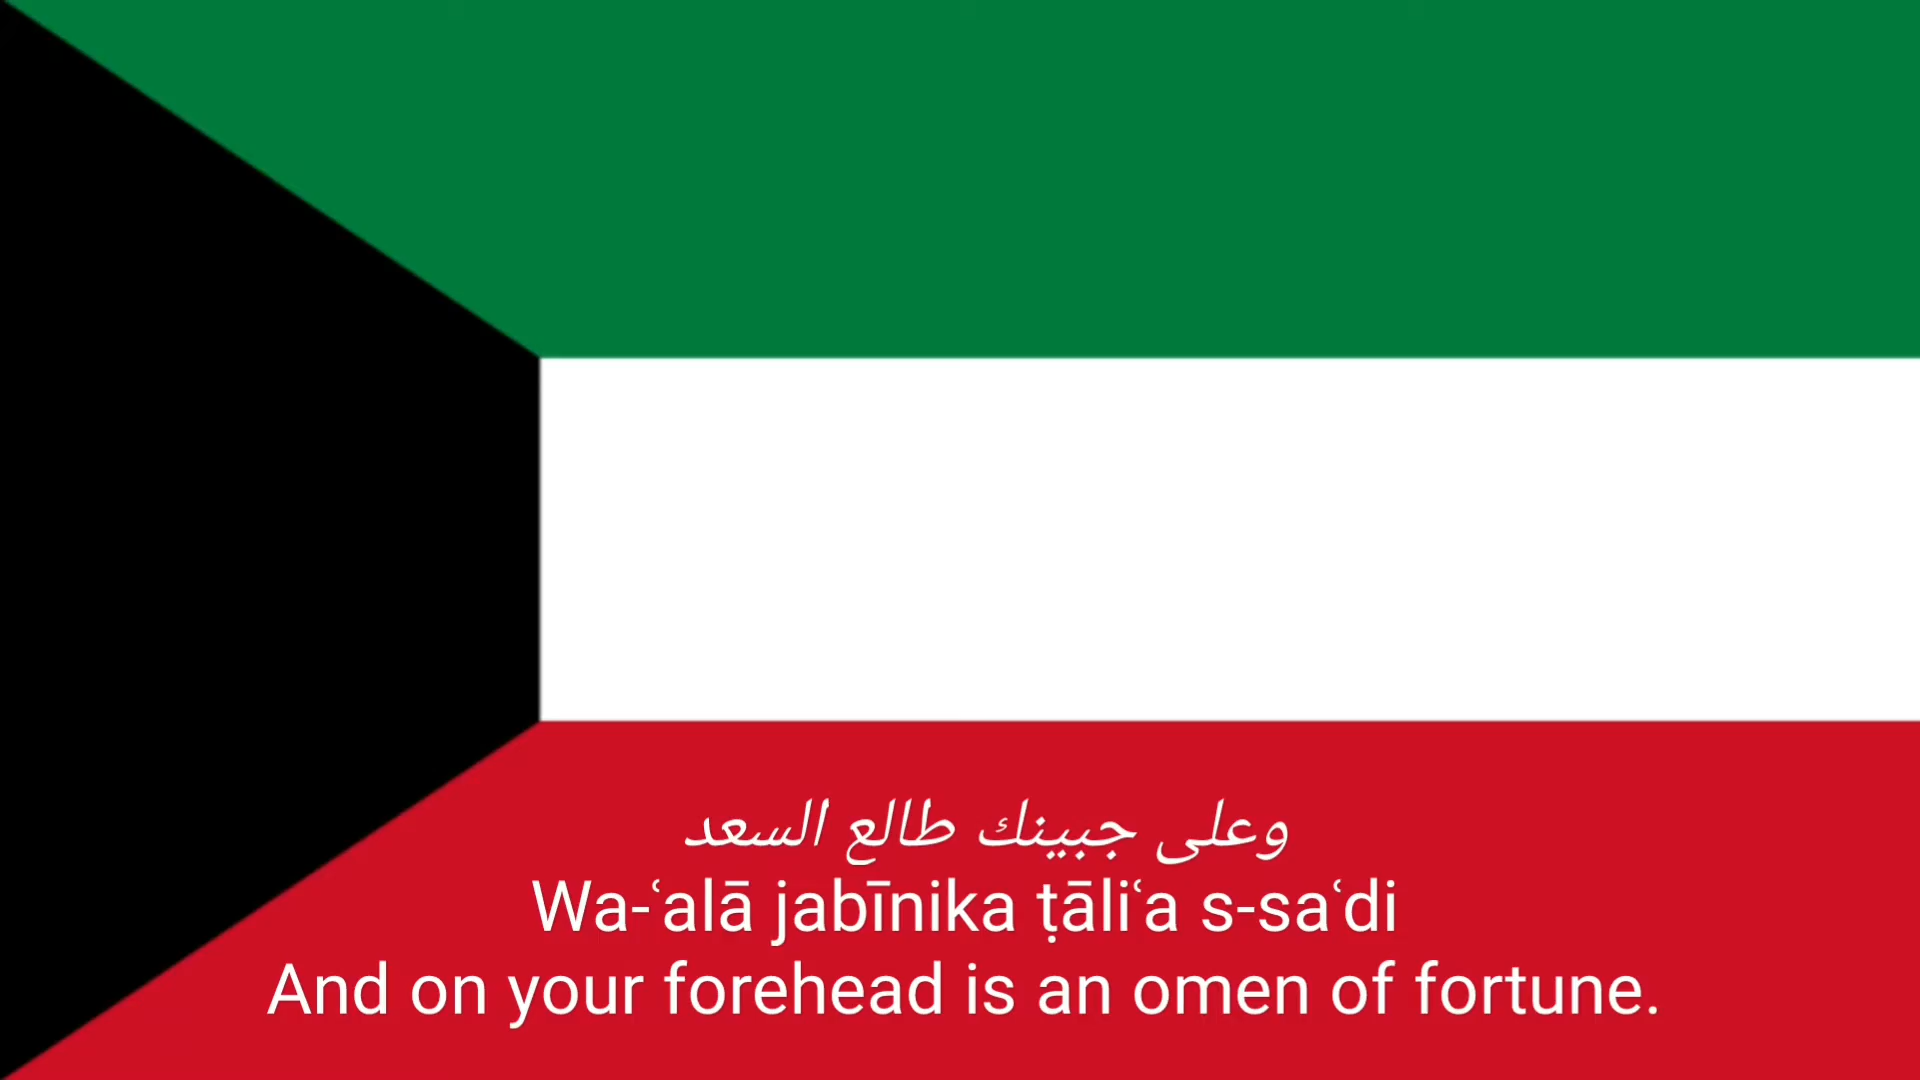 وعلى جبينك طالع السعد
Wa-ʿalā jabīnika ṭāliʿa s-saʿdi
And on your forehead is an omen of fortune.